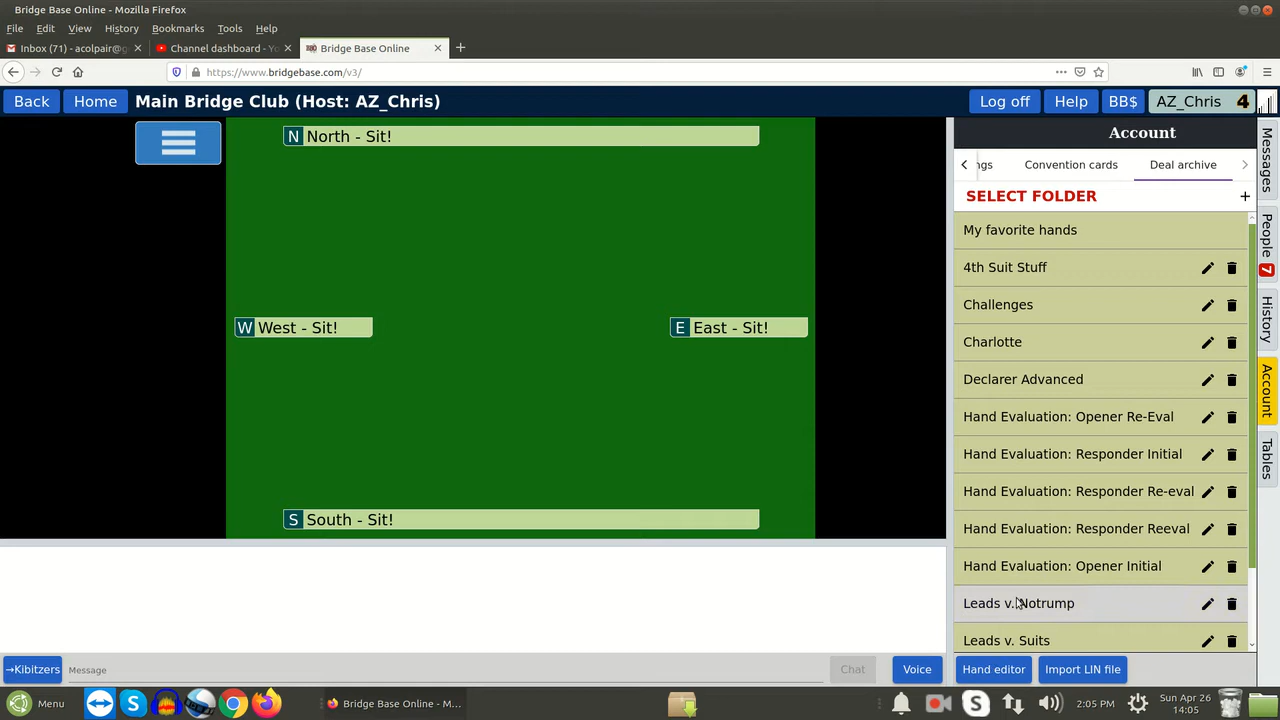 Bridge Base Online - Mozilla Firefox
File Edit View History Bookmarks Tools Help
Inbox (71) - acolpair@g
Channel dashboard - Yo
Bridge Base Online
https://www.bridgebase.com/v3/
Back Home Main Bridge Club (Host: AZ_Chris) Log off Help BB$ AZ_Chris 4
N North - Sit!
W West - Sit!
E East - Sit!
S South - Sit!
Account
ngs Convention cards Deal archive
SELECT FOLDER +
My favorite hands
4th Suit Stuff
Challenges
Charlotte
Declarer Advanced
Hand Evaluation: Opener Re-Eval
Hand Evaluation: Responder Initial
Hand Evaluation: Responder Re-eval
Hand Evaluation: Responder Reeval
Hand Evaluation: Opener Initial
Leads v. Notrump
Leads v. Suits
Hand editor Import LIN file
Messages
People 7
History
Account
Tables
→Kibitzers Message Chat Voice
Menu
Bridge Base Online - M...
2:05 PM
Sun Apr 26
14:05